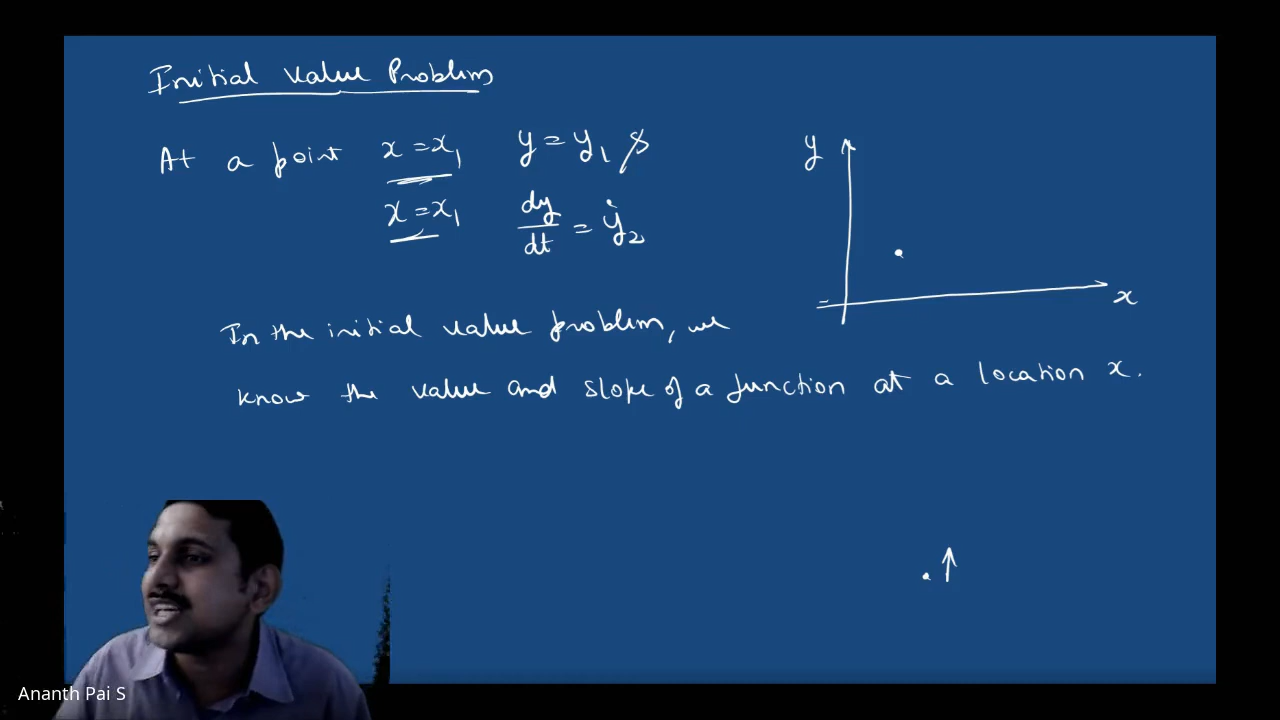 Initial Value Problem
At a point x = x₁ y = y₁
x = x₁ dy/dt = ẏ₂
y
x
In the initial value problem, we
know the value and slope of a function at a location x.
Ananth Pai S